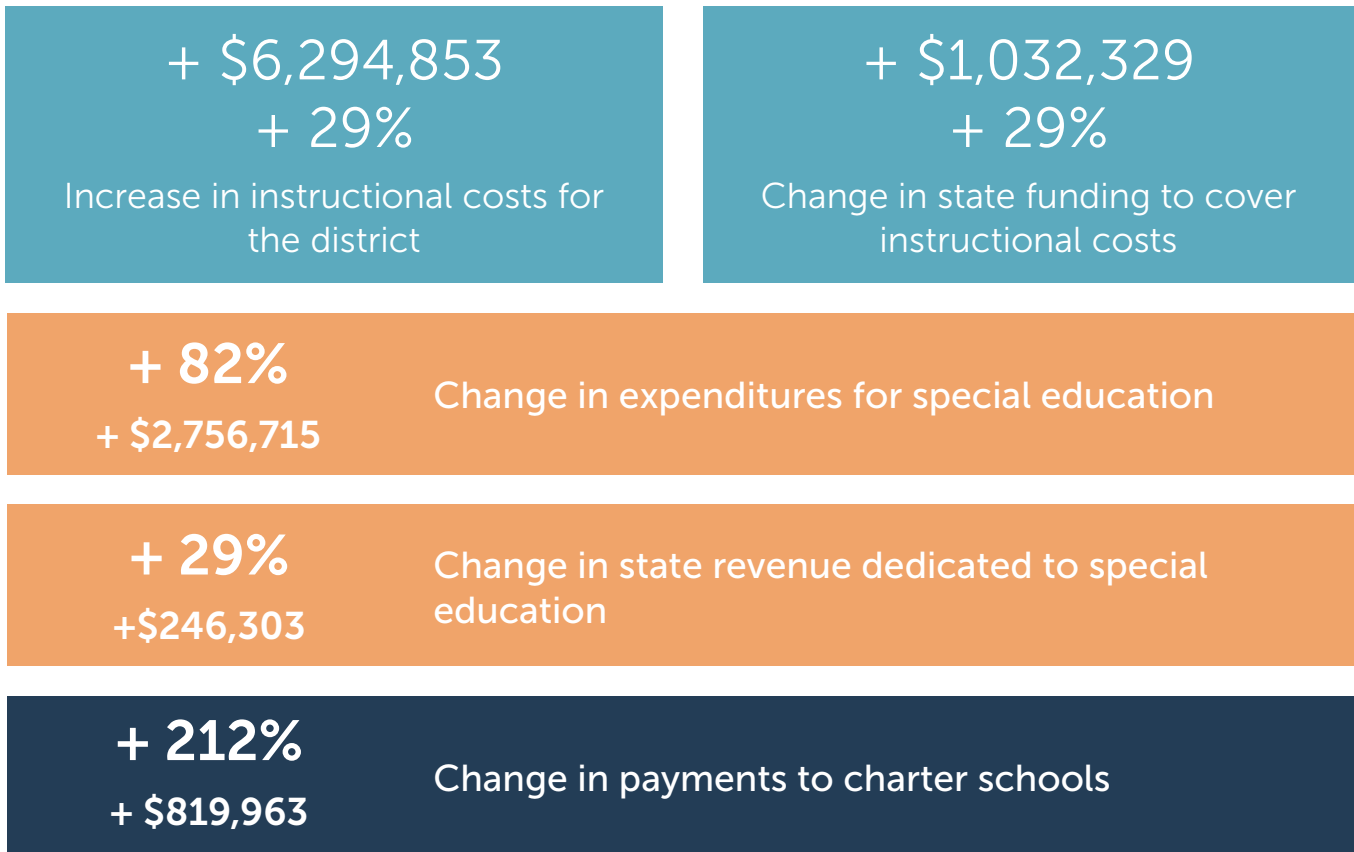 + $6,294,853
+ 29%
Increase in instructional costs for
the district
+ $1,032,329
+ 29%
Change in state funding to cover
instructional costs
+ 82%
+ $2,756,715
Change in expenditures for special education
+ 29%
+$246,303
Change in state revenue dedicated to special
education
+ 212%
+ $819,963
Change in payments to charter schools